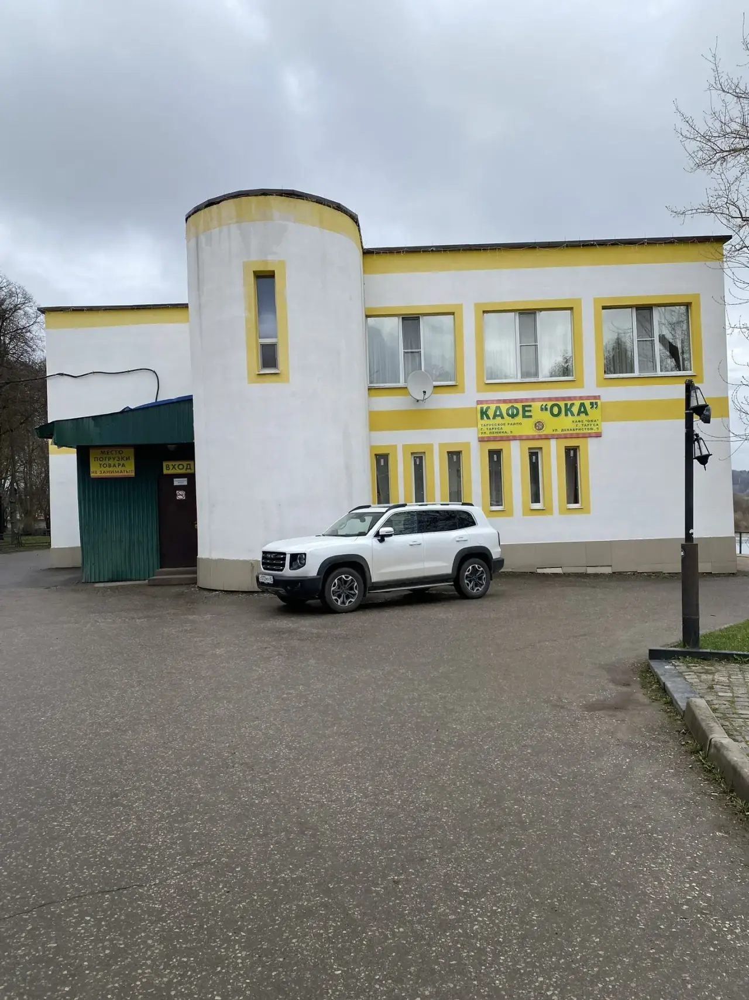 КАФЕ "ОКА"
ТАРУССКОЕ РАЙПО
Г. ТАРУСА
УЛ. ЛЕНИНА, 5
КАФЕ "ОКА"
Г. ТАРУСА
УЛ. ДЕКАБРИСТОВ, 9
МЕСТО
ПОГРУЗКИ
ТОВАРА
НЕ ЗАНИМАТЬ!!!
ВХОД